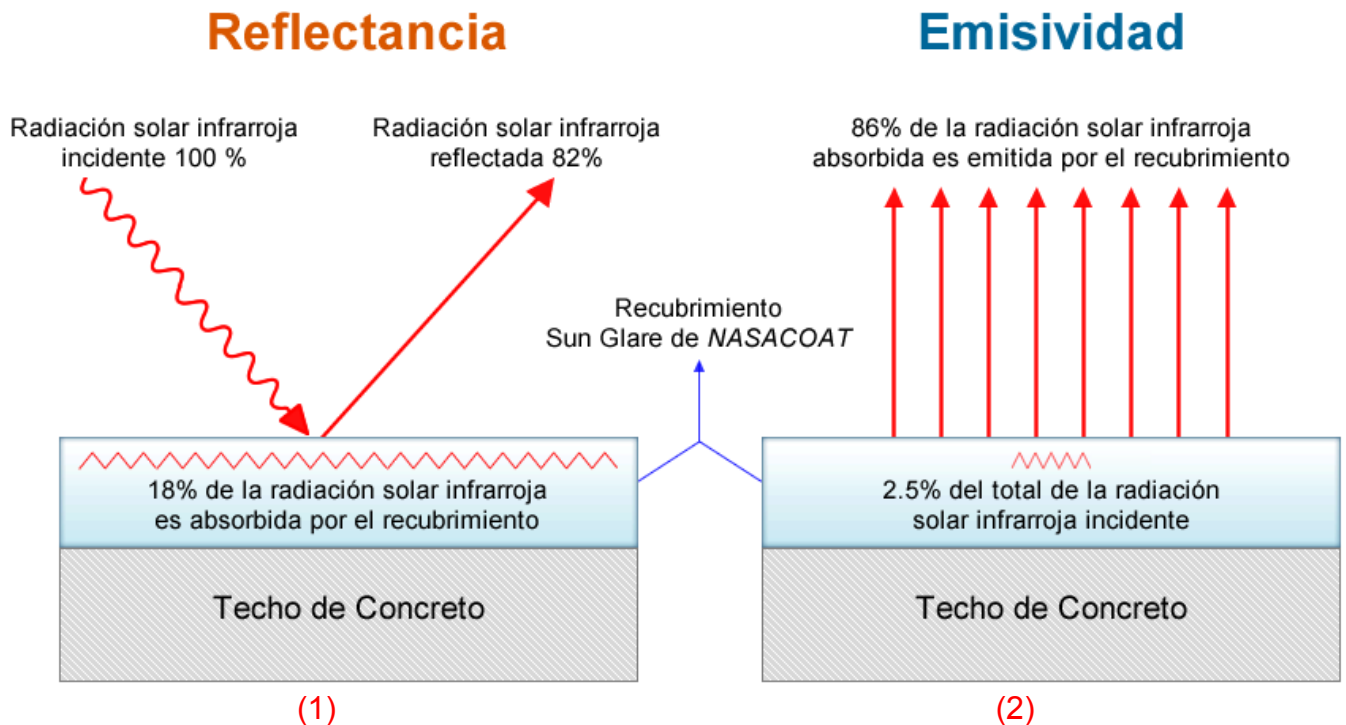 Reflectancia
Emisividad
Radiación solar infrarroja
incidente 100 %
Radiación solar infrarroja
reflectada 82%
86% de la radiación solar infrarroja
absorbida es emitida por el recubrimiento
Recubrimiento
Sun Glare de NASACOAT
18% de la radiación solar infrarroja
es absorbida por el recubrimiento
2.5% del total de la radiación
solar infrarroja incidente
Techo de Concreto
Techo de Concreto
(1)
(2)